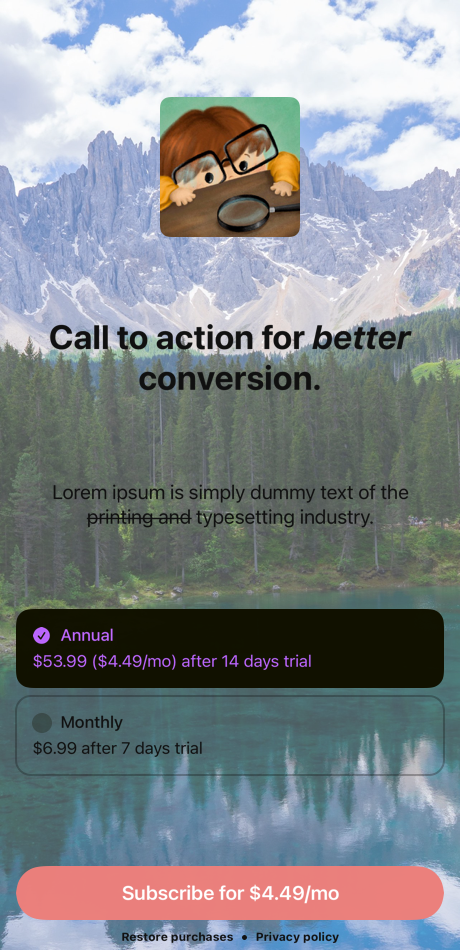 Call to action for better
conversion.
Lorem ipsum is simply dummy text of the
printing and typesetting industry.
Annual
$53.99 ($4.49/mo) after 14 days trial
Monthly
$6.99 after 7 days trial
Subscribe for $4.49/mo
Restore purchases • Privacy policy